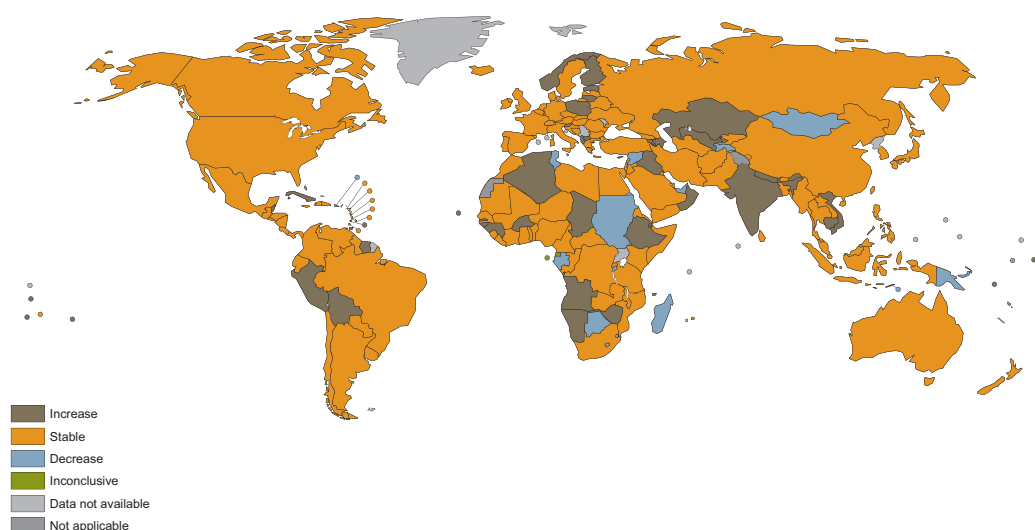 Increase
Stable
Decrease
Inconclusive
Data not available
Not applicable